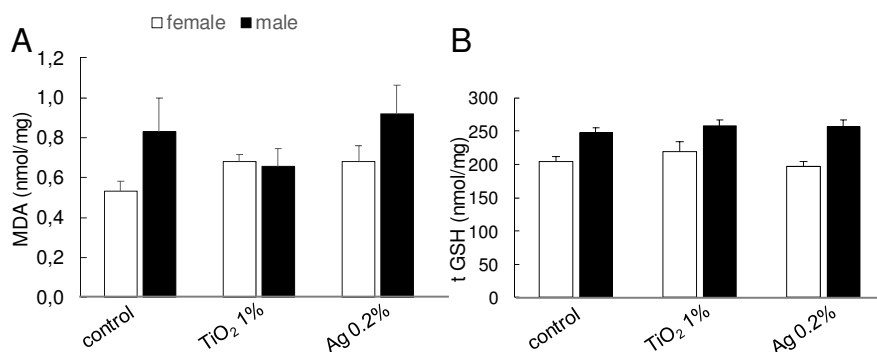 female male
A
1,2
1,0
0,8
0,6
0,4
0,2
0,0
MDA (nmol/mg)
control
TiO₂ 1%
Ag 0.2%
B
300
250
200
150
100
50
0
t GSH (nmol/mg)
control
TiO₂ 1%
Ag 0.2%